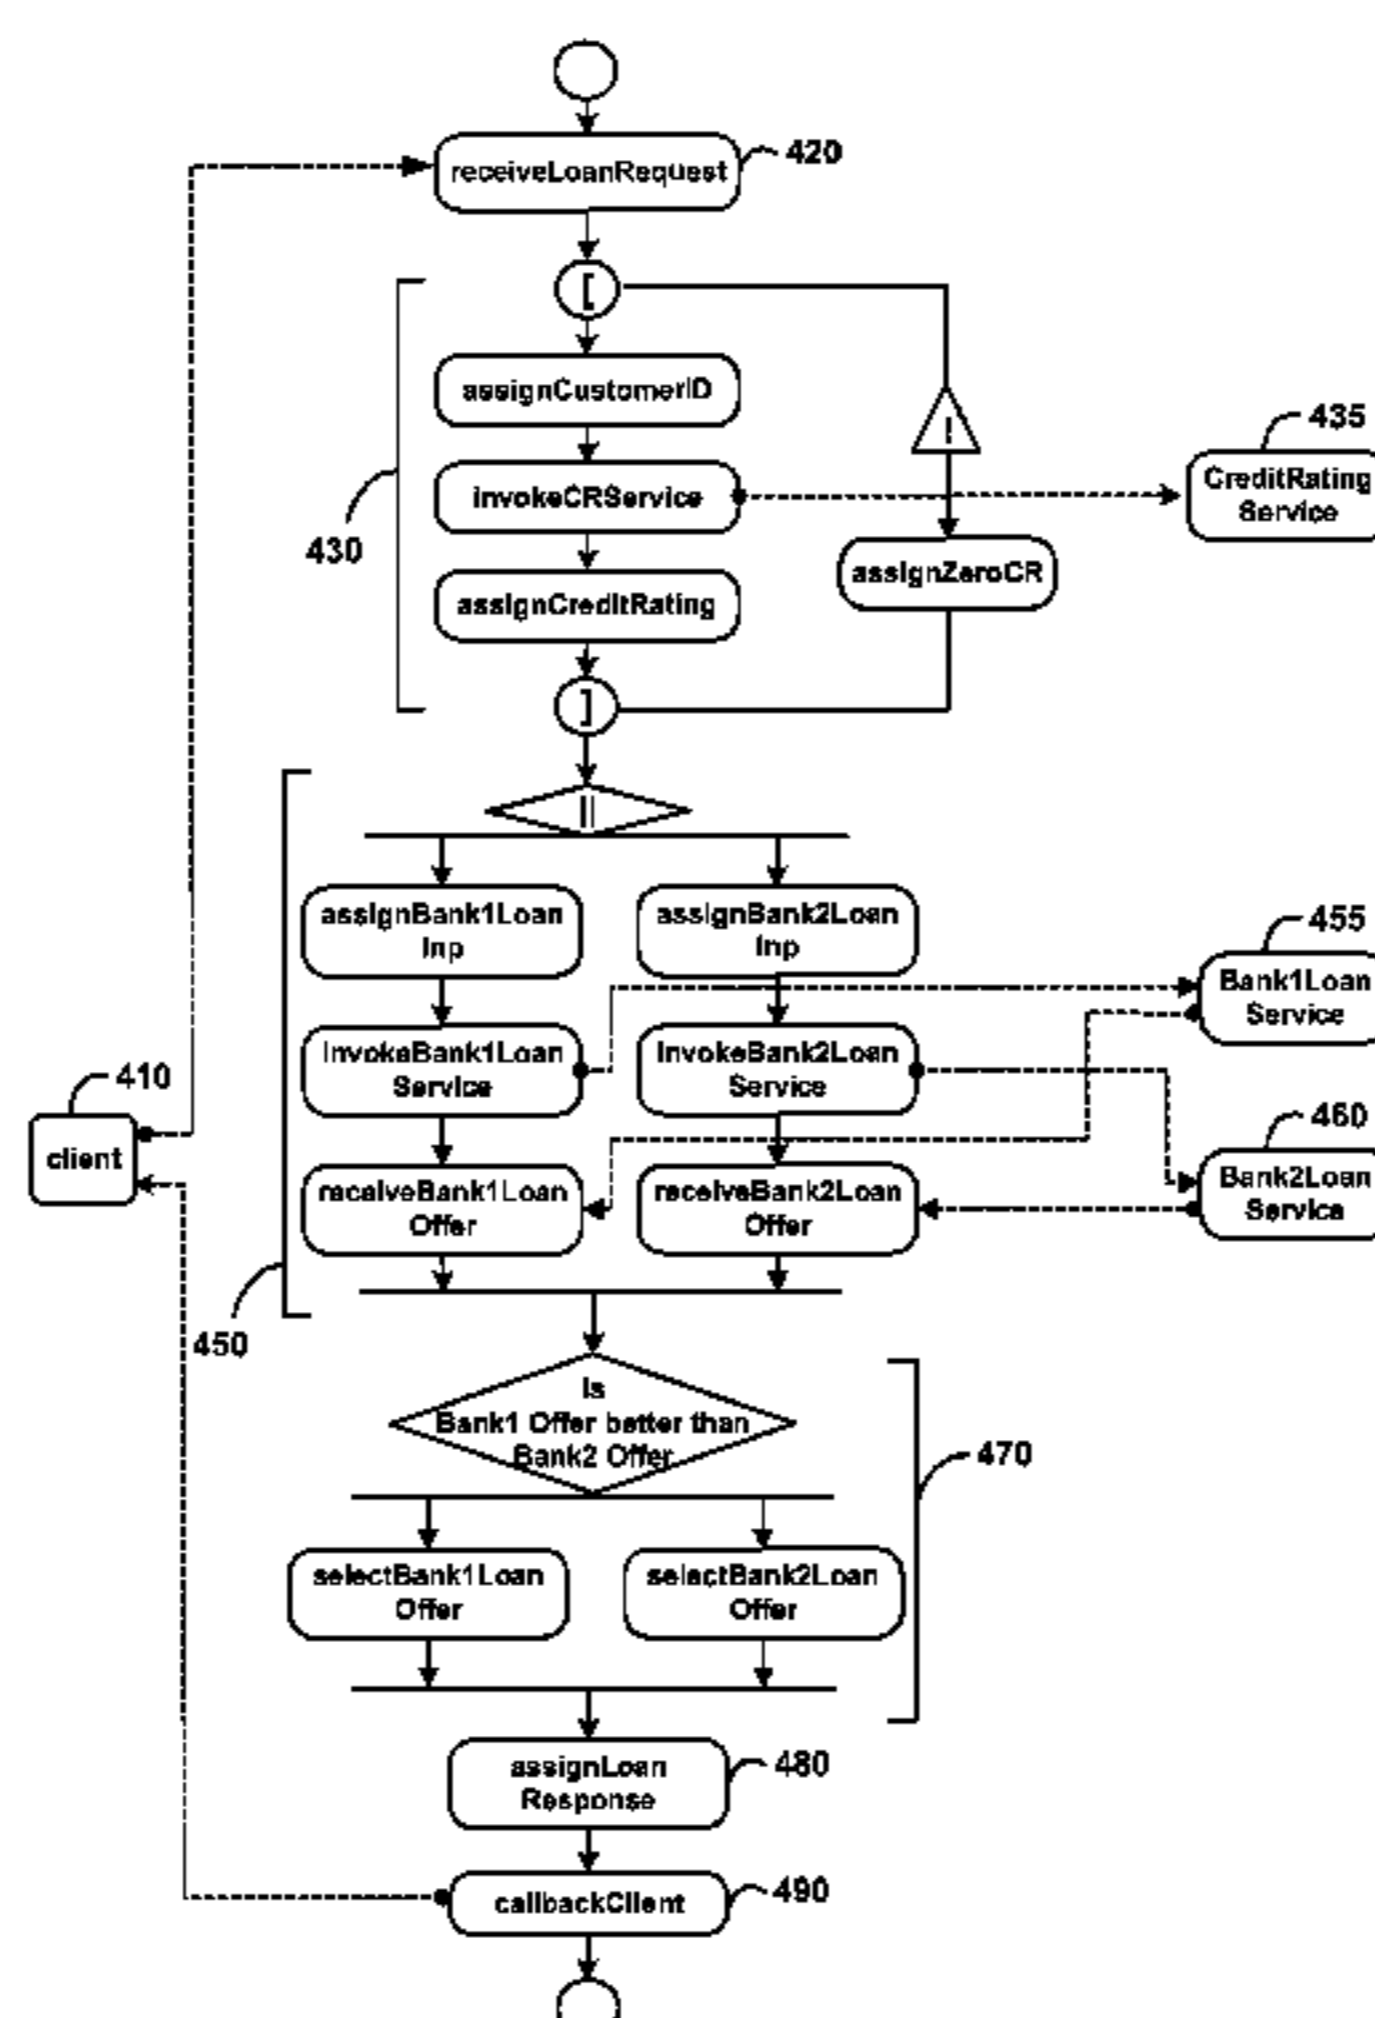 receiveLoanRequest
420
[
assignCustomerID
!
435
CreditRating
Service
invokeCRService
430
assignZeroCR
assignCreditRating
]
||
assignBank1Loan
Inp
assignBank2Loan
Inp
455
Bank1Loan
Service
invokeBank1Loan
Service
invokeBank2Loan
Service
410
client
460
Bank2Loan
Service
receiveBank1Loan
Offer
receiveBank2Loan
Offer
450
Is
Bank1 Offer better than
Bank2 Offer
470
selectBank1Loan
Offer
selectBank2Loan
Offer
assignLoan
Response
480
callbackClient
490